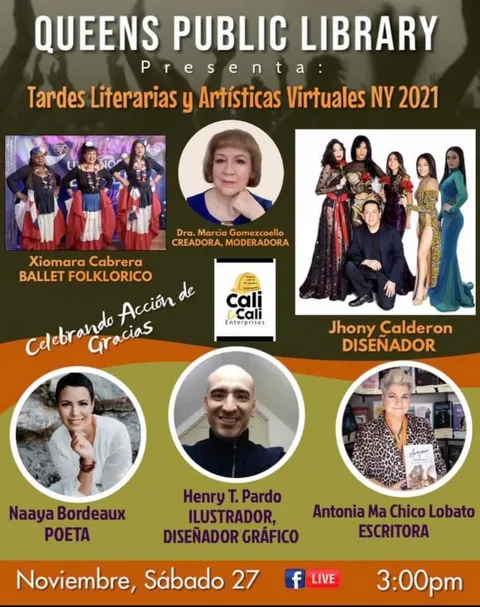 QUEENS PUBLIC LIBRARY
Presenta:
Tardes Literarias y Artísticas Virtuales NY 2021
Dra. Marcia Gomezcoello
CREADORA, MODERADORA
Xiomara Cabrera
BALLET FOLKLORICO
Cali
& Cali
Enterprises
Jhony Calderon
DISEÑADOR
Celebrando Acción de
Gracias
Naaya Bordeaux
POETA
Henry T. Pardo
ILUSTRADOR,
DISEÑADOR GRÁFICO
Antonia Ma Chico Lobato
ESCRITORA
Noviembre, Sábado 27
f LIVE
3:00pm